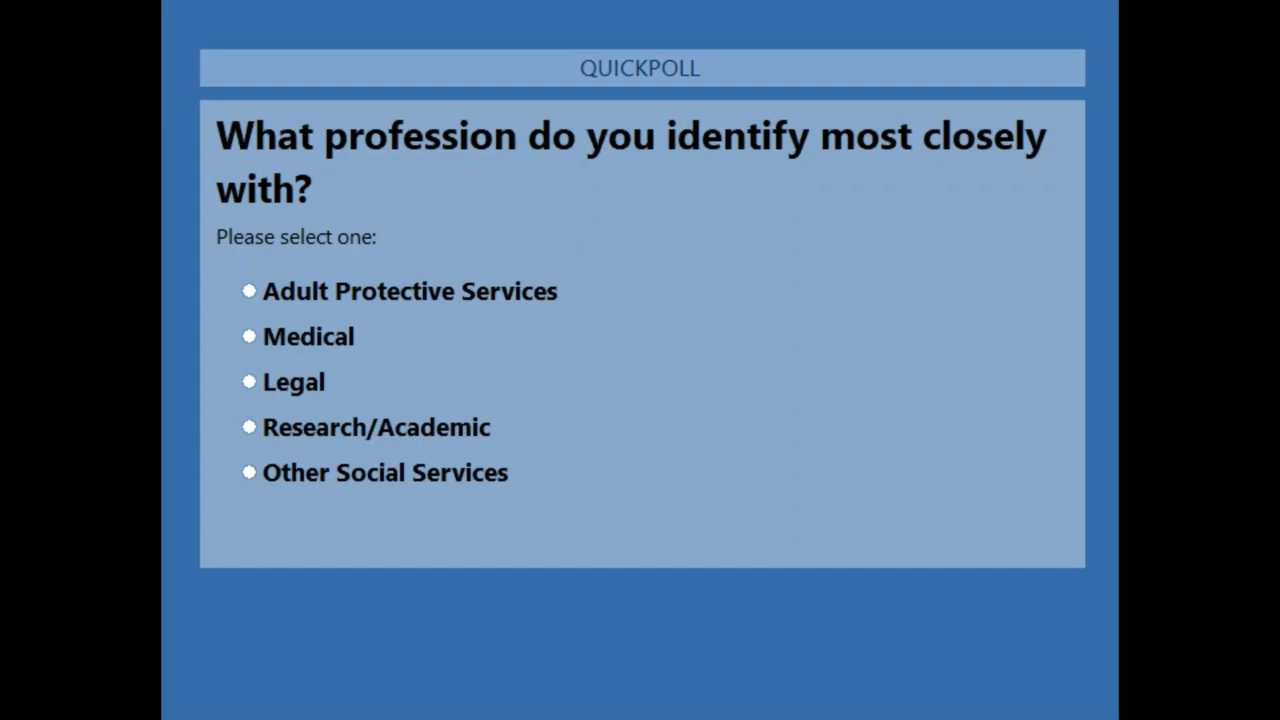 QUICKPOLL
What profession do you identify most closely
with?
Please select one:
Adult Protective Services
Medical
Legal
Research/Academic
Other Social Services